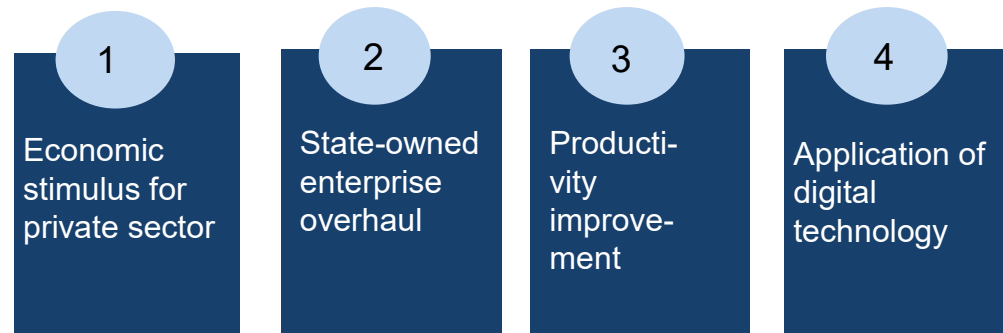 1
Economic
stimulus for
private sector
2
State-owned
enterprise
overhaul
3
Producti-
vity
improve-
ment
4
Application of
digital
technology